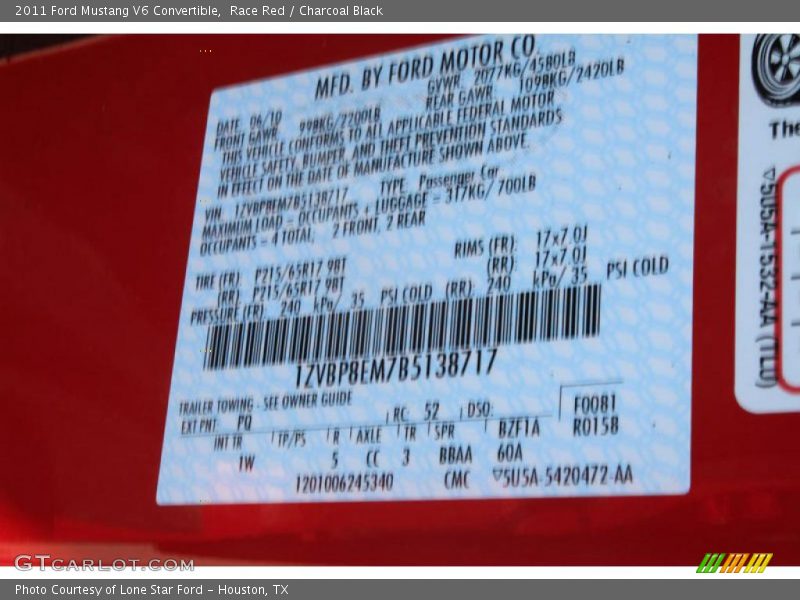 2011 Ford Mustang V6 Convertible, Race Red / Charcoal Black
MFD. BY FORD MOTOR CO.
DATE: 06/10 GVWR: 2077KG/4580LB
FRONT GAWR: 998KG/2200LB REAR GAWR: 1098KG/2420LB
THIS VEHICLE CONFORMS TO ALL APPLICABLE FEDERAL MOTOR
VEHICLE SAFETY, BUMPER, AND THEFT PREVENTION STANDARDS
IN EFFECT ON THE DATE OF MANUFACTURE SHOWN ABOVE.
VIN: 1ZVBP8EM7B5138717 TYPE: Passenger Car
MAXIMUM LOAD = OCCUPANTS + LUGGAGE = 317KG/ 700LB
OCCUPANTS = 4 TOTAL, 2 FRONT, 2 REAR
TIRE (FR): P215/65R17 98T RIMS (FR): 17x7.0J
(RR): P215/65R17 98T (RR): 17x7.0J
PRESSURE (FR): 240 kPa/ 35 PSI COLD (RR): 240 kPa/ 35 PSI COLD
1ZVBP8EM7B5138717
TRAILER TOWING - SEE OWNER GUIDE
EXT PNT: PQ RC: 52 DSO: F0081
INT TR TP/PS R AXLE TR SPR BZF1A R0158
1W 5 CC 3 BBAA 60A
1201006245340 CMC ▽5U5A-5420472-AA
The
▽5U5A-1532-AA (TLU)
GTCARLOT.COM
Photo Courtesy of Lone Star Ford - Houston, TX